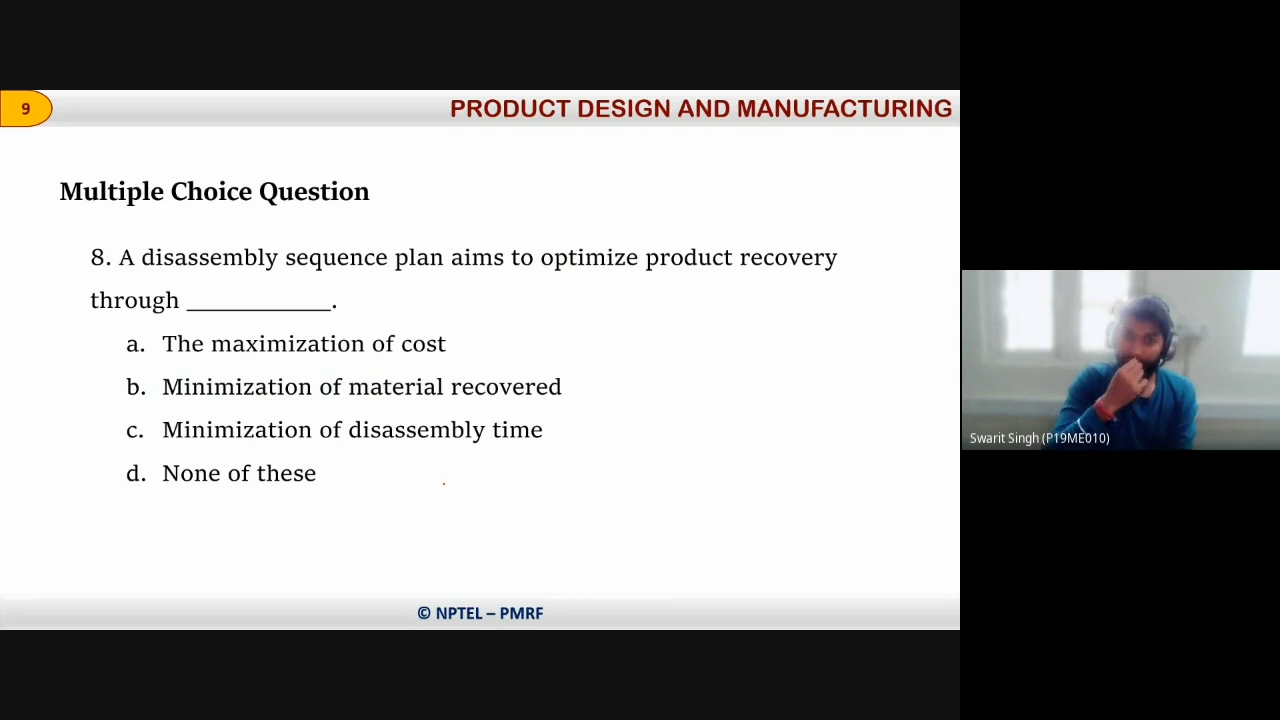 9
PRODUCT DESIGN AND MANUFACTURING
Multiple Choice Question
8. A disassembly sequence plan aims to optimize product recovery
through ____________.
a. The maximization of cost
b. Minimization of material recovered
c. Minimization of disassembly time
d. None of these
© NPTEL – PMRF
Swarit Singh (P19ME010)